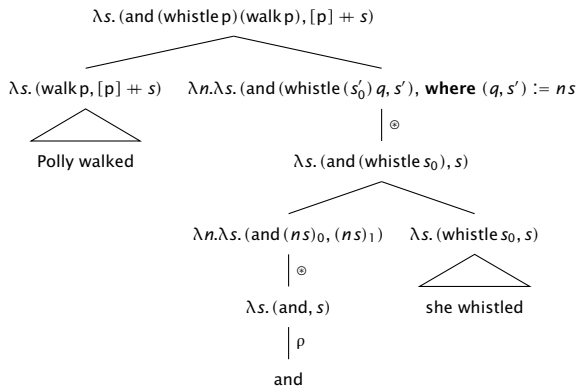 λs. (and (whistle p) (walk p), [p] ⧺ s)
λs. (walk p, [p] ⧺ s) λn.λs. (and (whistle (s′₀) q, s′), where (q, s′) := n s
⊛
Polly walked
λs. (and (whistle s₀), s)
λn.λs. (and (n s)₀, (n s)₁) λs. (whistle s₀, s)
⊛
she whistled
λs. (and, s)
ρ
and